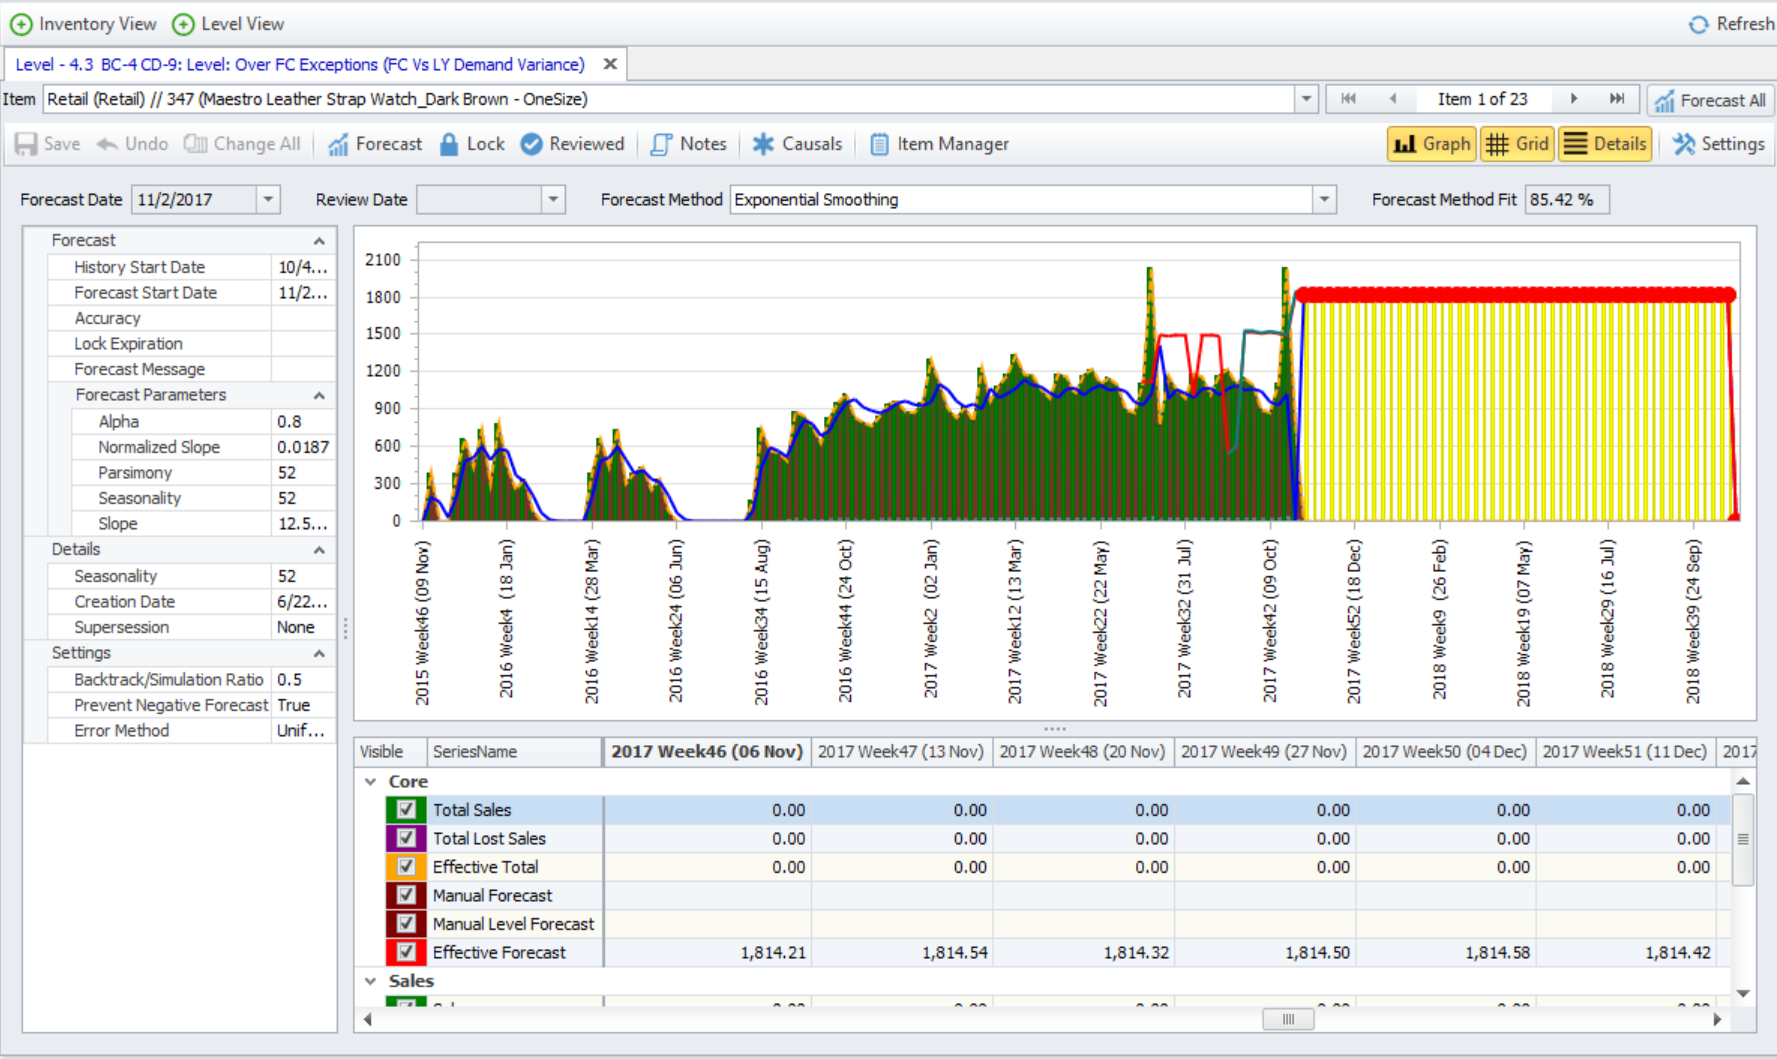 Inventory View Level View Refresh
Level - 4.3 BC-4 CD-9: Level: Over FC Exceptions (FC Vs LY Demand Variance)
Item Retail (Retail) // 347 (Maestro Leather Strap Watch_Dark Brown - OneSize) Item 1 of 23 Forecast All
Save Undo Change All Forecast Lock Reviewed Notes Causals Item Manager Graph Grid Details Settings
Forecast Date 11/2/2017 Review Date Forecast Method Exponential Smoothing Forecast Method Fit 85.42 %
Forecast
History Start Date 10/4...
Forecast Start Date 11/2...
Accuracy
Lock Expiration
Forecast Message
Forecast Parameters
Alpha 0.8
Normalized Slope 0.0187
Parsimony 52
Seasonality 52
Slope 12.5...
Details
Seasonality 52
Creation Date 6/22...
Supersession None
Settings
Backtrack/Simulation Ratio 0.5
Prevent Negative Forecast True
Error Method Unif...
2100
1800
1500
1200
900
600
300
0
2015 Week46 (09 Nov)
2016 Week4 (18 Jan)
2016 Week14 (28 Mar)
2016 Week24 (06 Jun)
2016 Week34 (15 Aug)
2016 Week44 (24 Oct)
2017 Week2 (02 Jan)
2017 Week12 (13 Mar)
2017 Week22 (22 May)
2017 Week32 (31 Jul)
2017 Week42 (09 Oct)
2017 Week52 (18 Dec)
2018 Week9 (26 Feb)
2018 Week19 (07 May)
2018 Week29 (16 Jul)
2018 Week39 (24 Sep)
Visible SeriesName 2017 Week46 (06 Nov) 2017 Week47 (13 Nov) 2017 Week48 (20 Nov) 2017 Week49 (27 Nov) 2017 Week50 (04 Dec) 2017 Week51 (11 Dec) 2017
Core
Total Sales 0.00 0.00 0.00 0.00 0.00 0.00
Total Lost Sales 0.00 0.00 0.00 0.00 0.00 0.00
Effective Total 0.00 0.00 0.00 0.00 0.00 0.00
Manual Forecast
Manual Level Forecast
Effective Forecast 1,814.21 1,814.54 1,814.32 1,814.50 1,814.58 1,814.42
Sales